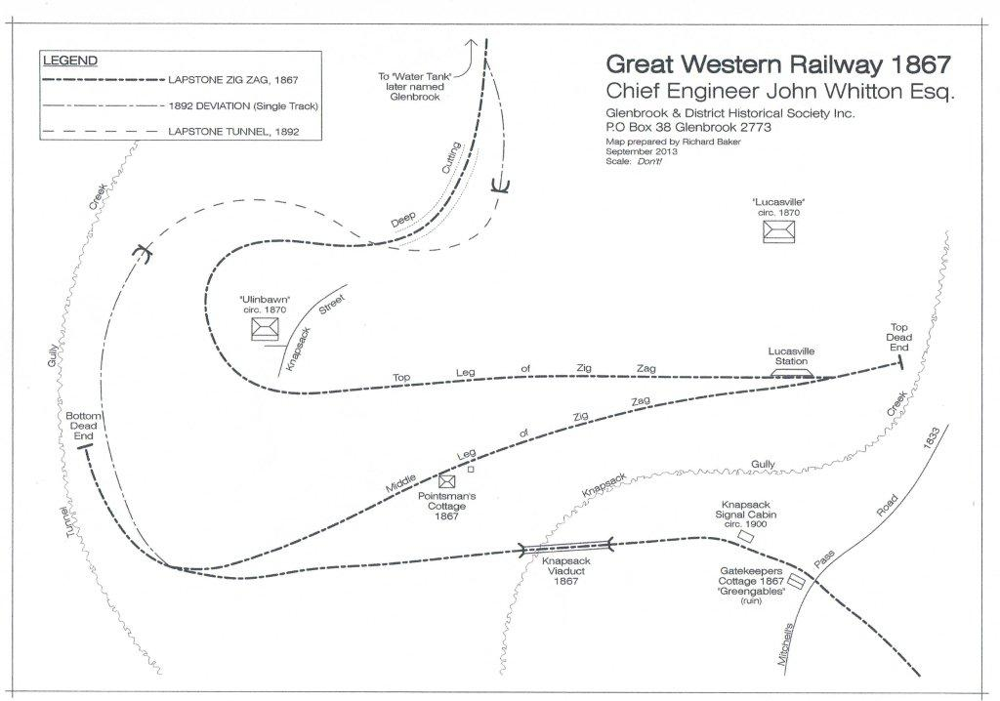 LEGEND
LAPSTONE ZIG ZAG, 1867
1892 DEVIATION (Single Track)
LAPSTONE TUNNEL, 1892
To "Water Tank"
later named
Glenbrook
Great Western Railway 1867
Chief Engineer John Whitton Esq.
Glenbrook & District Historical Society Inc.
P.O Box 38 Glenbrook 2773
Map prepared by Richard Baker
September 2013
Scale: Don't!
Deep Cutting
"Lucasville"
circ. 1870
"Ulinbawn"
circ. 1870
Knapsack Street
Tunnel Gully Creek
Top Leg of Zig Zag
Lucasville
Station
Top
Dead
End
Bottom
Dead
End
Middle Leg of Zig Zag
Pointsman's
Cottage
1867
Knapsack Gully Creek
Knapsack
Viaduct
1867
Knapsack
Signal Cabin
circ. 1900
Gatekeepers
Cottage 1867
"Greengables"
(ruin)
Mitchell's Pass Road 1833